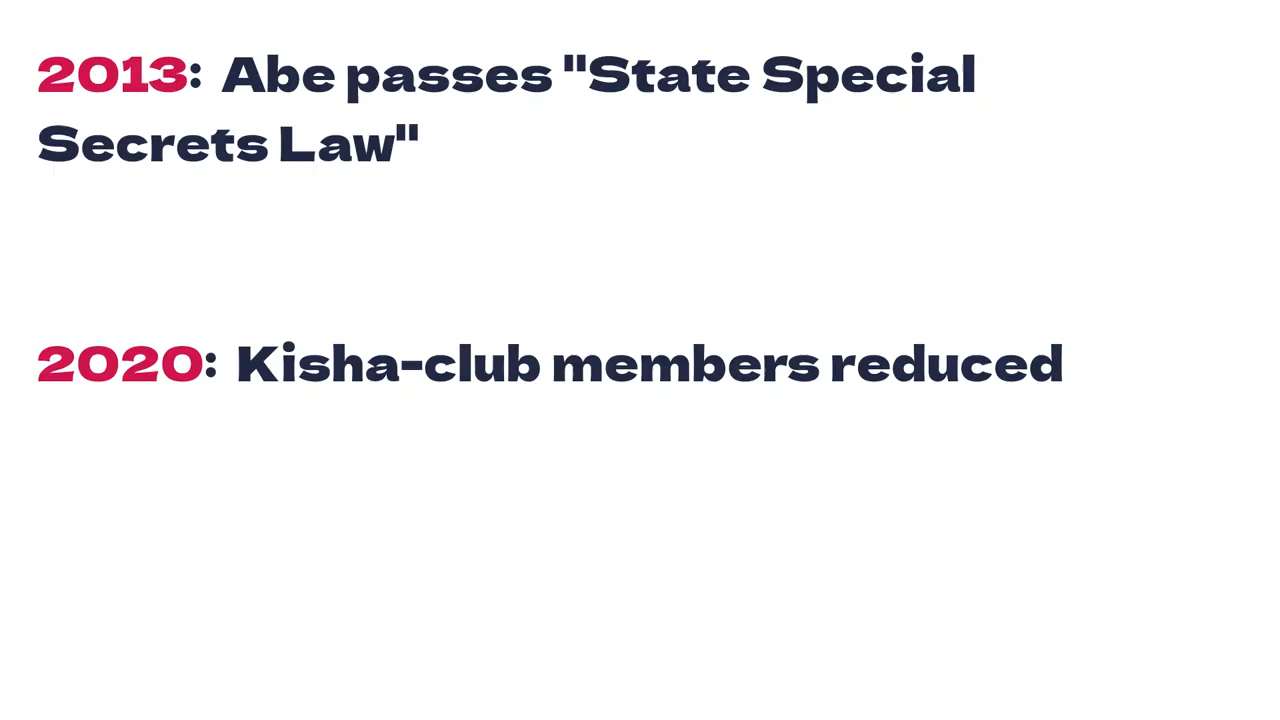 2013: Abe passes "State Special
Secrets Law"
2020: Kisha-club members reduced